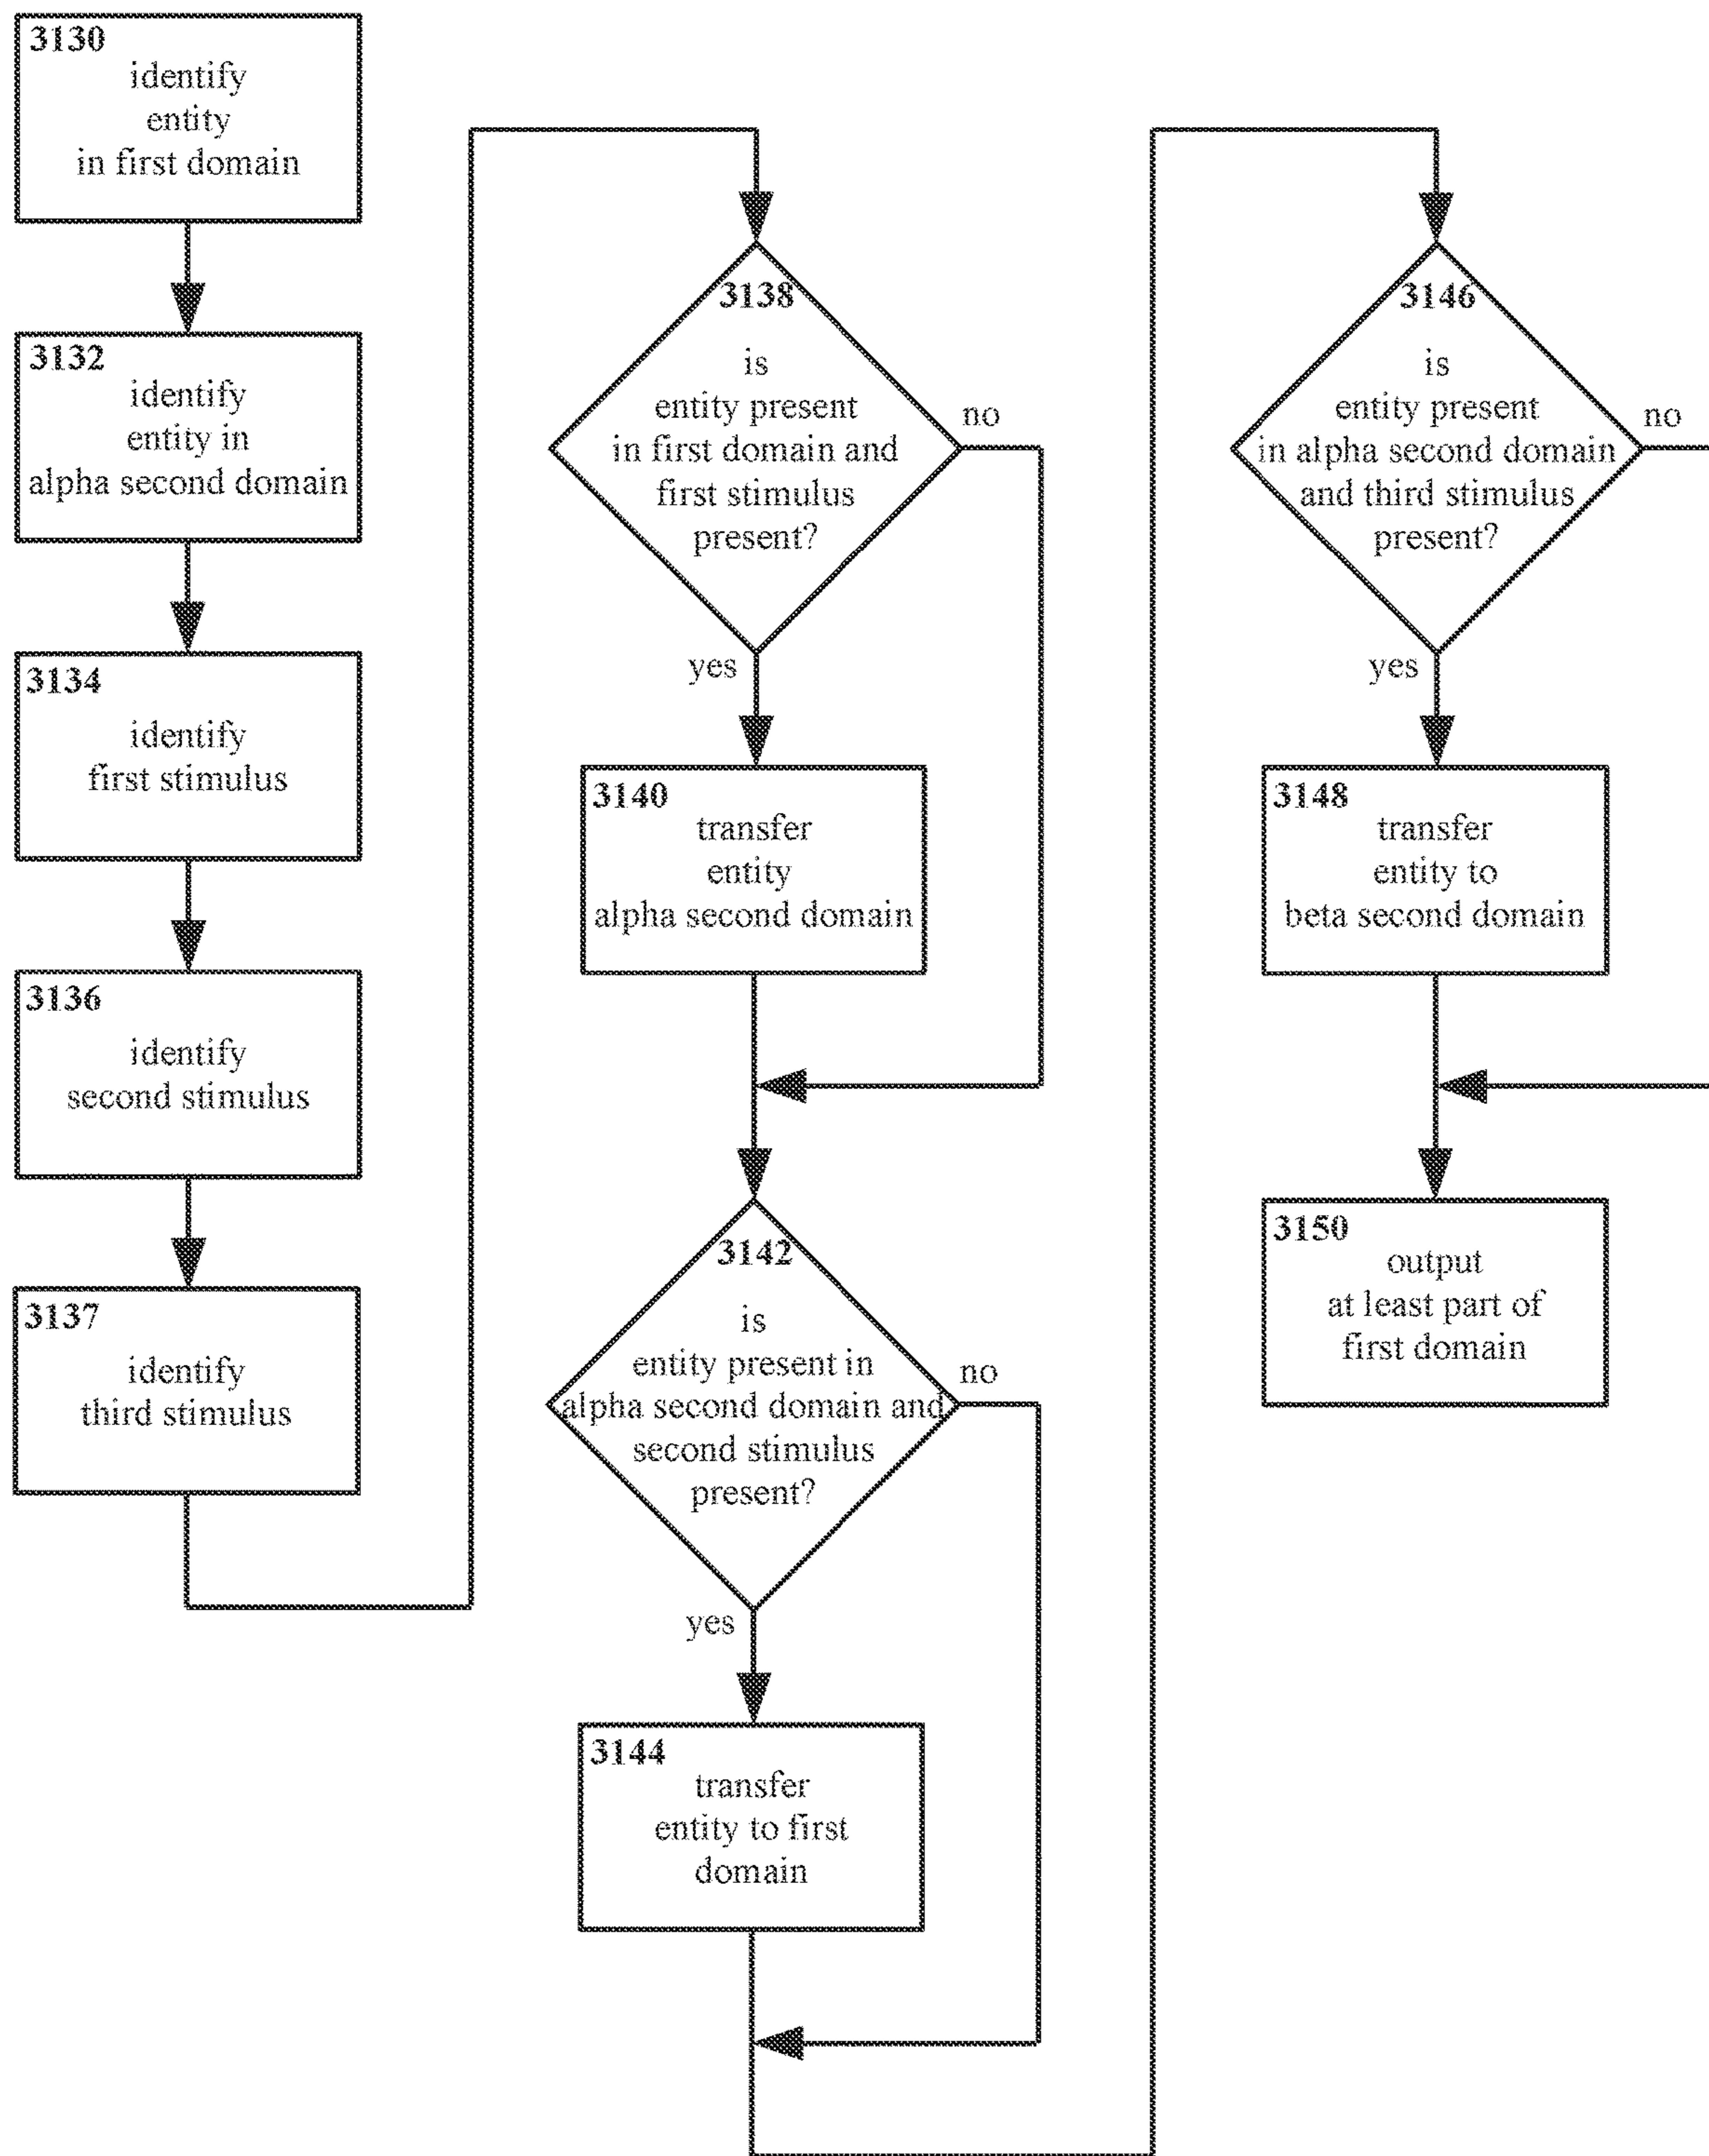 3130
identify
entity
in first domain
3132
identify
entity in
alpha second domain
3134
identify
first stimulus
3136
identify
second stimulus
3137
identify
third stimulus
3138
is
entity present
in first domain and
first stimulus
present?
no
yes
3140
transfer
entity
alpha second domain
3142
is
entity present in
alpha second domain and
second stimulus
present?
no
yes
3144
transfer
entity to first
domain
3146
is
entity present
in alpha second domain
and third stimulus
present?
no
yes
3148
transfer
entity to
beta second domain
3150
output
at least part of
first domain